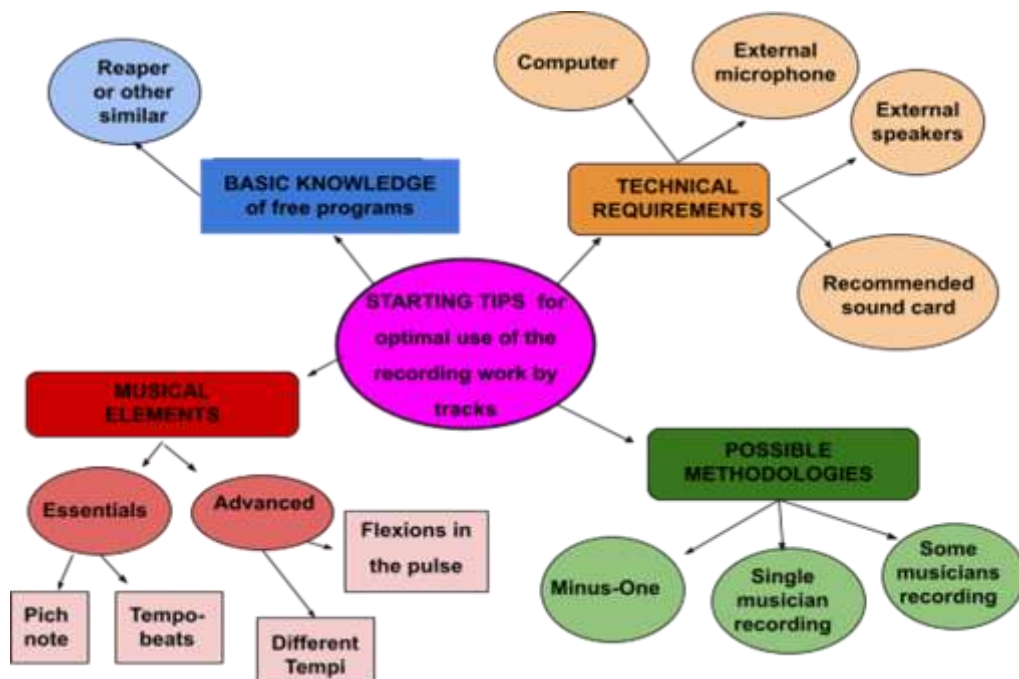 Reaper
or other
similar
Computer
External
microphone
External
speakers
BASIC KNOWLEDGE
of free programs
TECHNICAL
REQUIREMENTS
Recommended
sound card
STARTING TIPS for
optimal use of the
recording work by
tracks
MUSICAL
ELEMENTS
POSSIBLE
METHODOLOGIES
Essentials
Advanced
Flexions in
the pulse
Pich
note
Tempo-
beats
Different
Tempi
Minus-One
Single
musician
recording
Some
musicians
recording